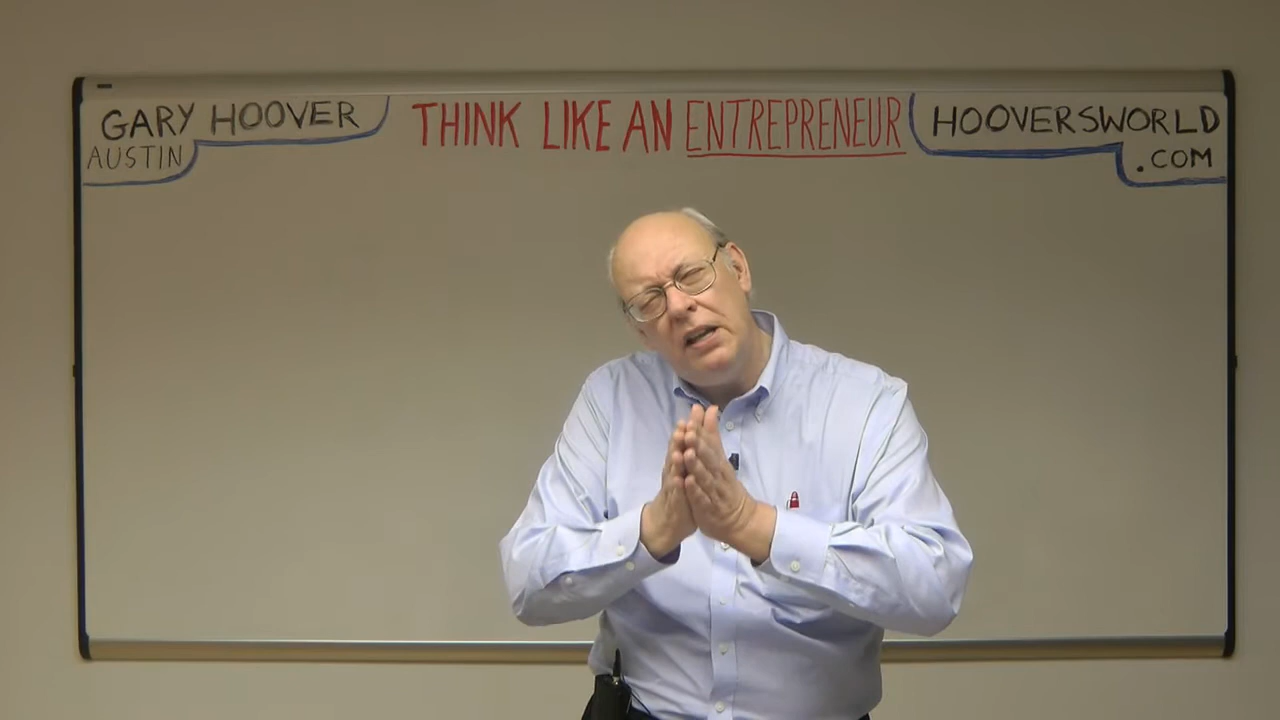 GARY HOOVER
AUSTIN
THINK LIKE AN ENTREPRENEUR
HOOVERSWORLD
.COM